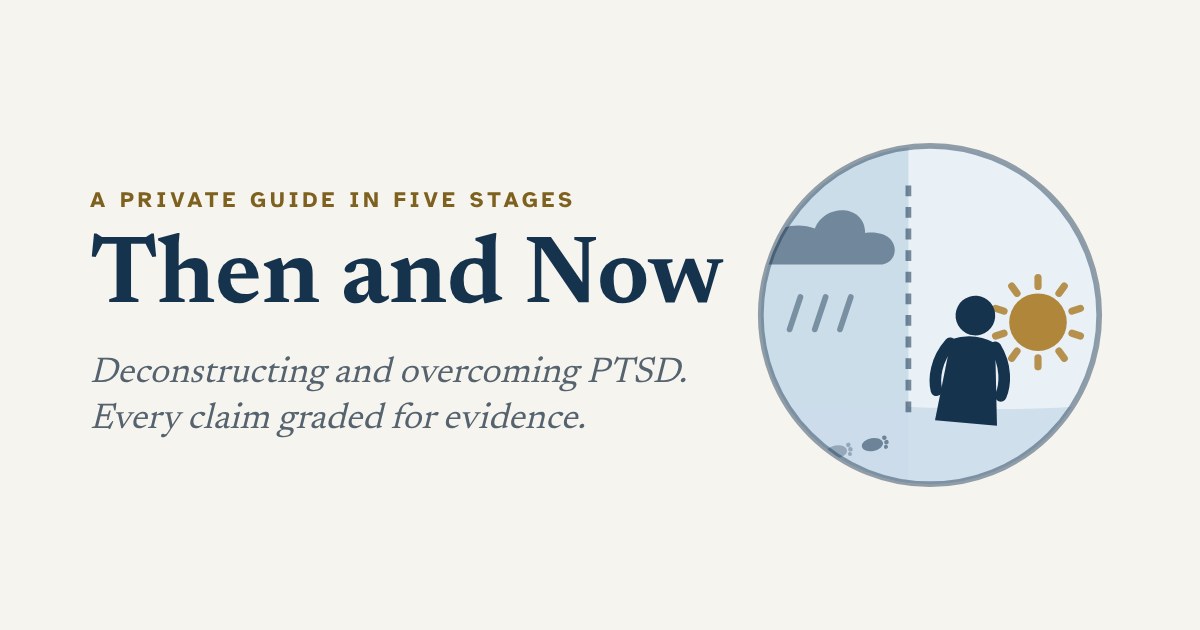 A PRIVATE GUIDE IN FIVE STAGES
Then and Now
Deconstructing and overcoming PTSD.
Every claim graded for evidence.